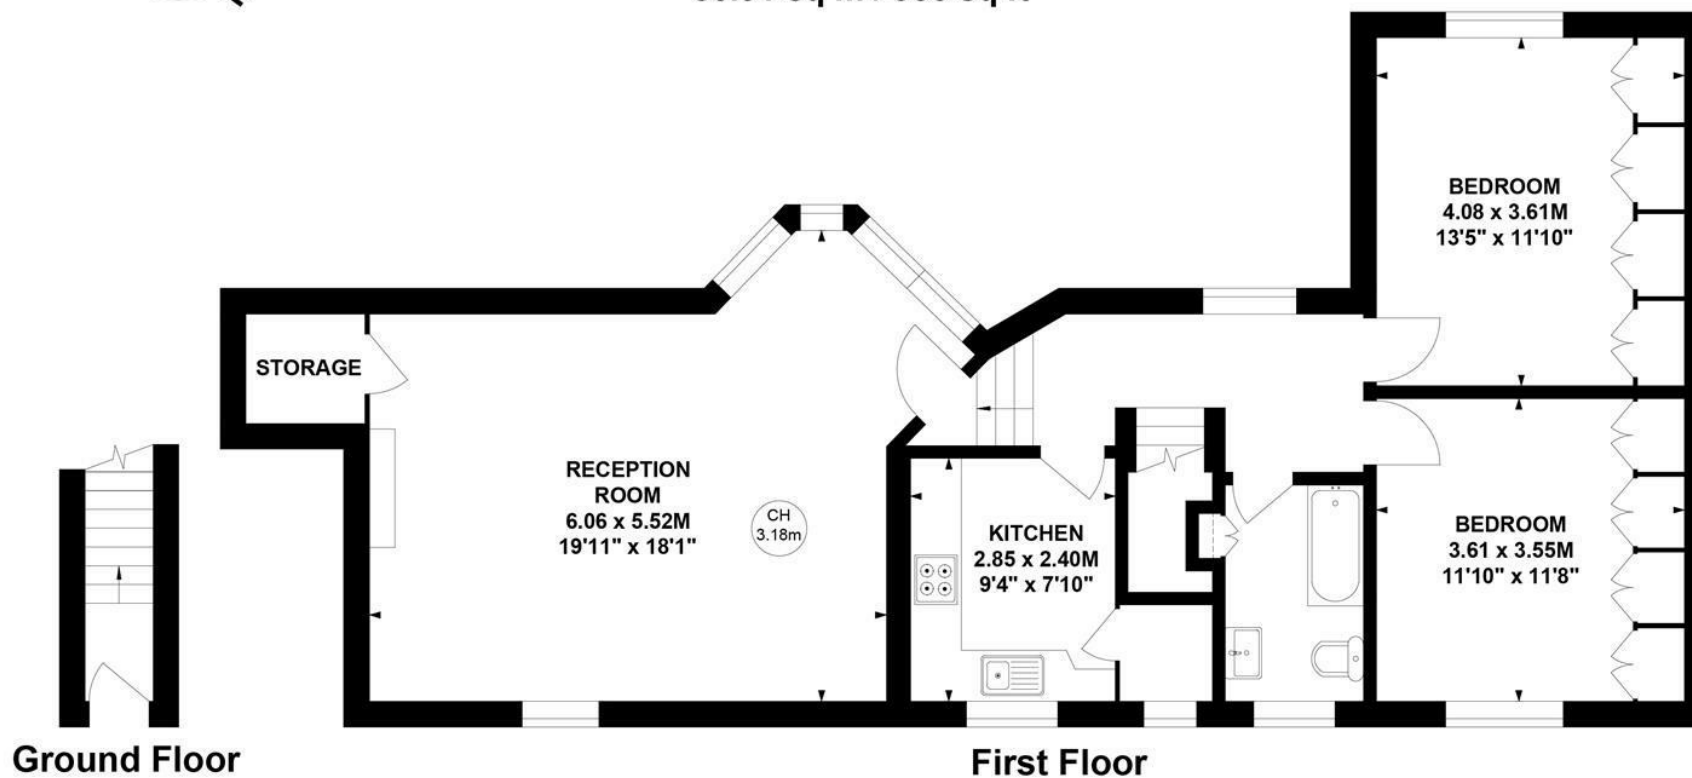 BEDROOM
4.08 x 3.61M
13'5" x 11'10"
STORAGE
RECEPTION
ROOM
6.06 x 5.52M
19'11" x 18'1"
CH
3.18m
KITCHEN
2.85 x 2.40M
9'4" x 7'10"
BEDROOM
3.61 x 3.55M
11'10" x 11'8"
Ground Floor
First Floor